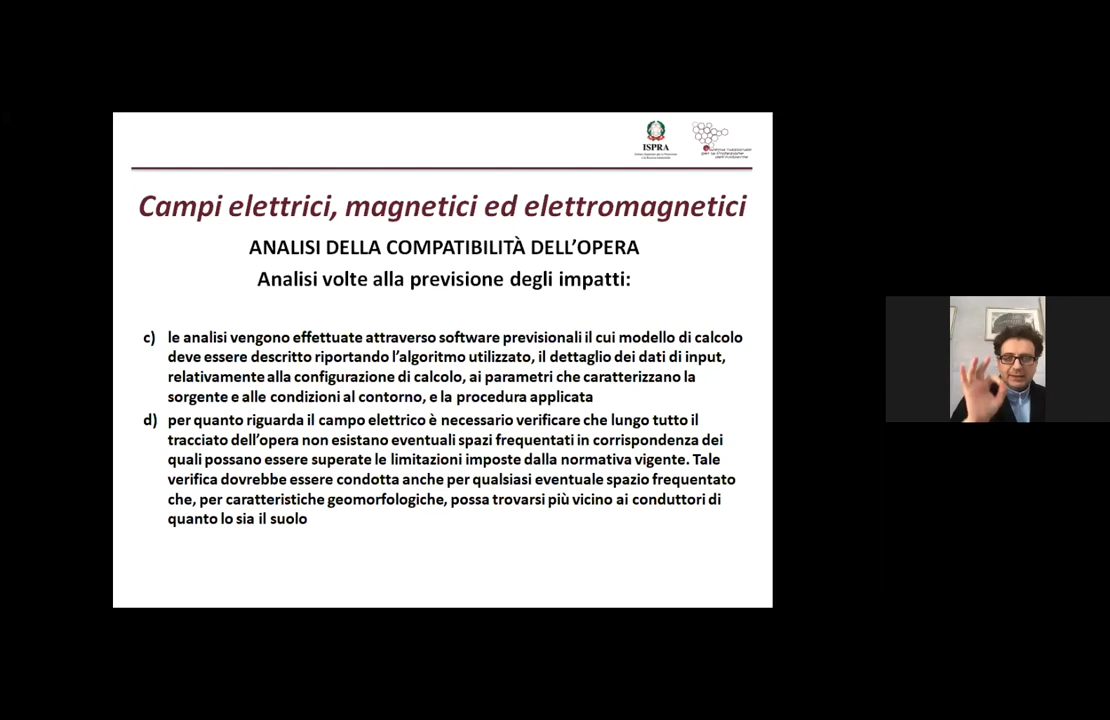 ISPRA
Campi elettrici, magnetici ed elettromagnetici
ANALISI DELLA COMPATIBILITÀ DELL'OPERA
Analisi volte alla previsione degli impatti:
c) le analisi vengono effettuate attraverso software previsionali il cui modello di calcolo
deve essere descritto riportando l'algoritmo utilizzato, il dettaglio dei dati di input,
relativamente alla configurazione di calcolo, ai parametri che caratterizzano la
sorgente e alle condizioni al contorno, e la procedura applicata
d) per quanto riguarda il campo elettrico è necessario verificare che lungo tutto il
tracciato dell'opera non esistano eventuali spazi frequentati in corrispondenza dei
quali possano essere superate le limitazioni imposte dalla normativa vigente. Tale
verifica dovrebbe essere condotta anche per qualsiasi eventuale spazio frequentato
che, per caratteristiche geomorfologiche, possa trovarsi più vicino ai conduttori di
quanto lo sia il suolo